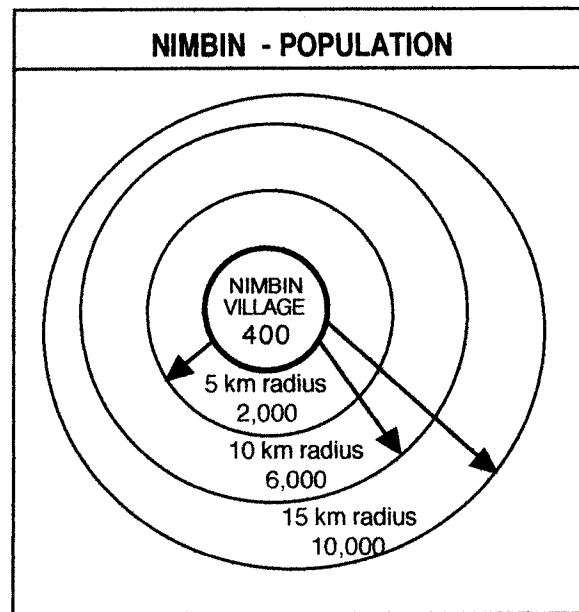 NIMBIN - POPULATION
NIMBIN
VILLAGE
400
5 km radius
2,000
10 km radius
6,000
15 km radius
10,000